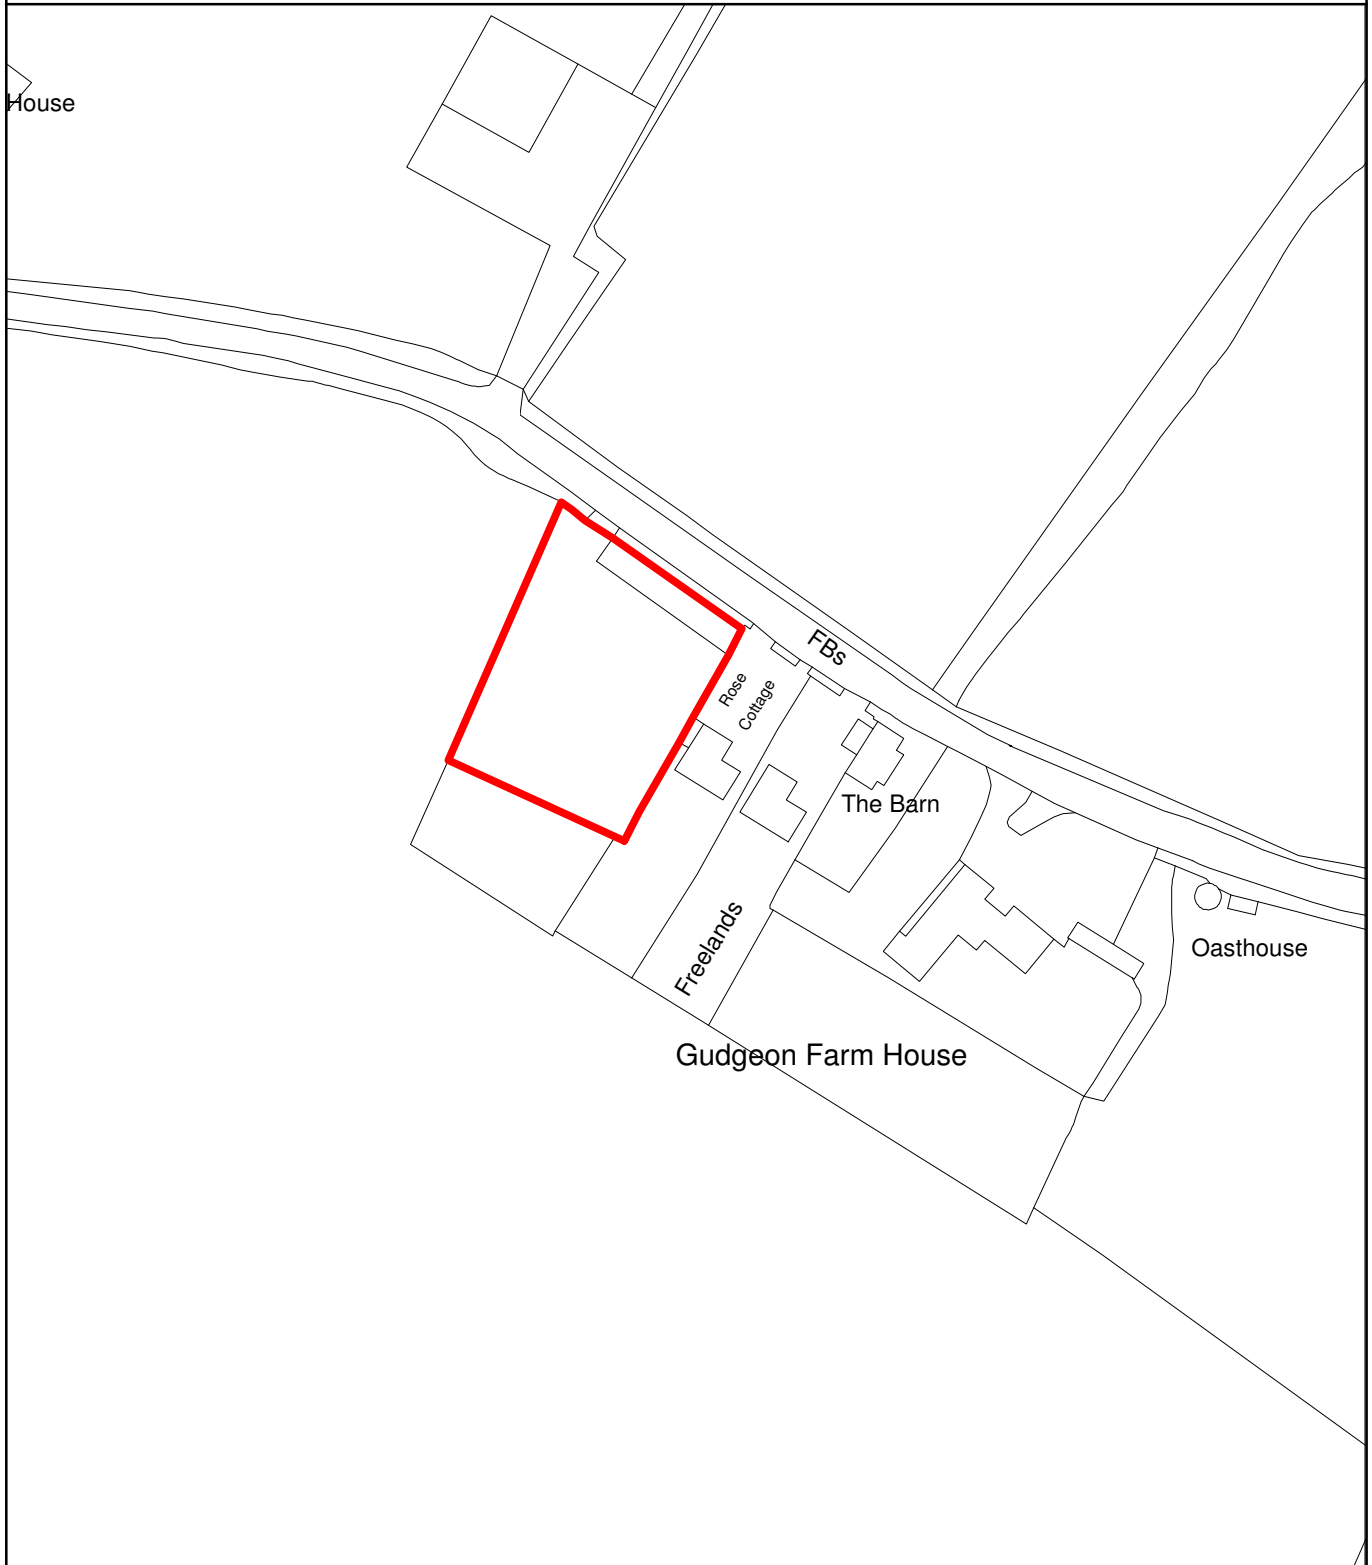 House
FBs
Rose
Cottage
The Barn
Freelands
Oasthouse
Gudgeon Farm House